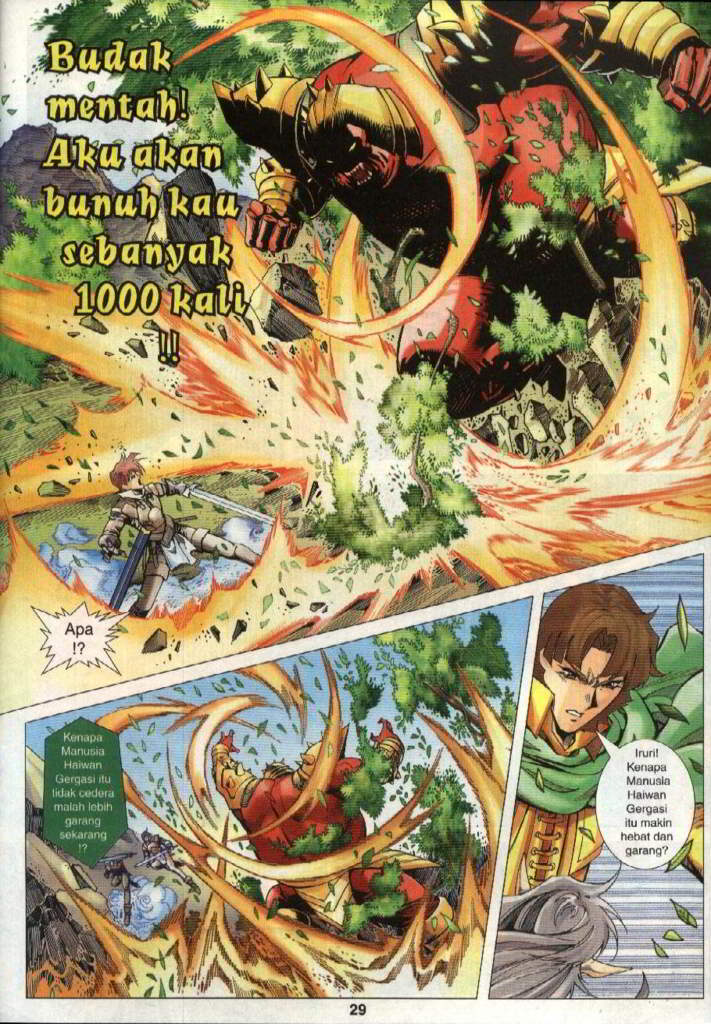 Budak
mentah!
Aku akan
bunuh kau
sebanyak
1000 kali
!!
Apa
!?
Kenapa
Manusia
Haiwan
Gergasi itu
tidak cedera
malah lebih
garang
sekarang
!?
Iruri!
Kenapa
Manusia
Haiwan
Gergasi
itu makin
hebat dan
garang?
29